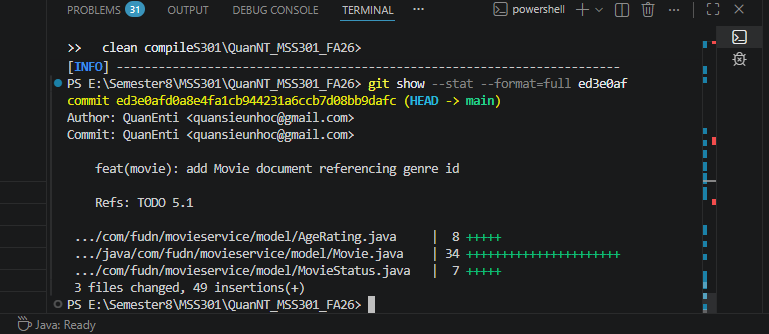 PROBLEMS 31 OUTPUT DEBUG CONSOLE TERMINAL ... powershell
>> clean compileS301\QuanNT_MSS301_FA26>
[INFO] ------------------------------------------------------------------------
PS E:\Semester8\MSS301\QuanNT_MSS301_FA26> git show --stat --format=full ed3e0af
commit ed3e0afd0a8e4fa1cb944231a6ccb7d08bb9dafc (HEAD -> main)
Author: QuanEnti <quansieunhoc@gmail.com>
Commit: QuanEnti <quansieunhoc@gmail.com>
feat(movie): add Movie document referencing genre id
Refs: TODO 5.1
.../com/fudn/movieservice/model/AgeRating.java | 8 +++++
.../java/com/fudn/movieservice/model/Movie.java | 34 ++++++++++++++++++++++
.../com/fudn/movieservice/model/MovieStatus.java | 7 +++++
3 files changed, 49 insertions(+)
PS E:\Semester8\MSS301\QuanNT_MSS301_FA26>
Java: Ready